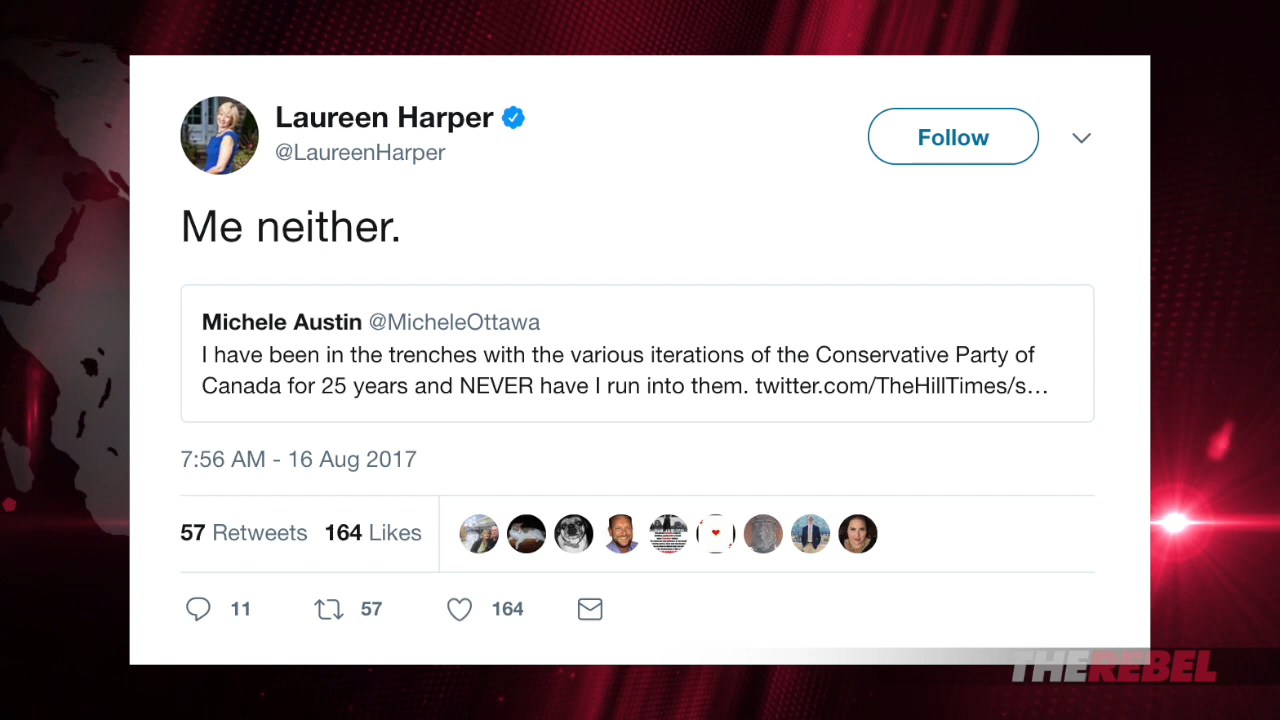 Laureen Harper
@LaureenHarper
Follow
Me neither.
Michele Austin @MicheleOttawa
I have been in the trenches with the various iterations of the Conservative Party of
Canada for 25 years and NEVER have I run into them. twitter.com/TheHillTimes/s…
7:56 AM - 16 Aug 2017
57 Retweets 164 Likes
11 57 164
THEREBEL